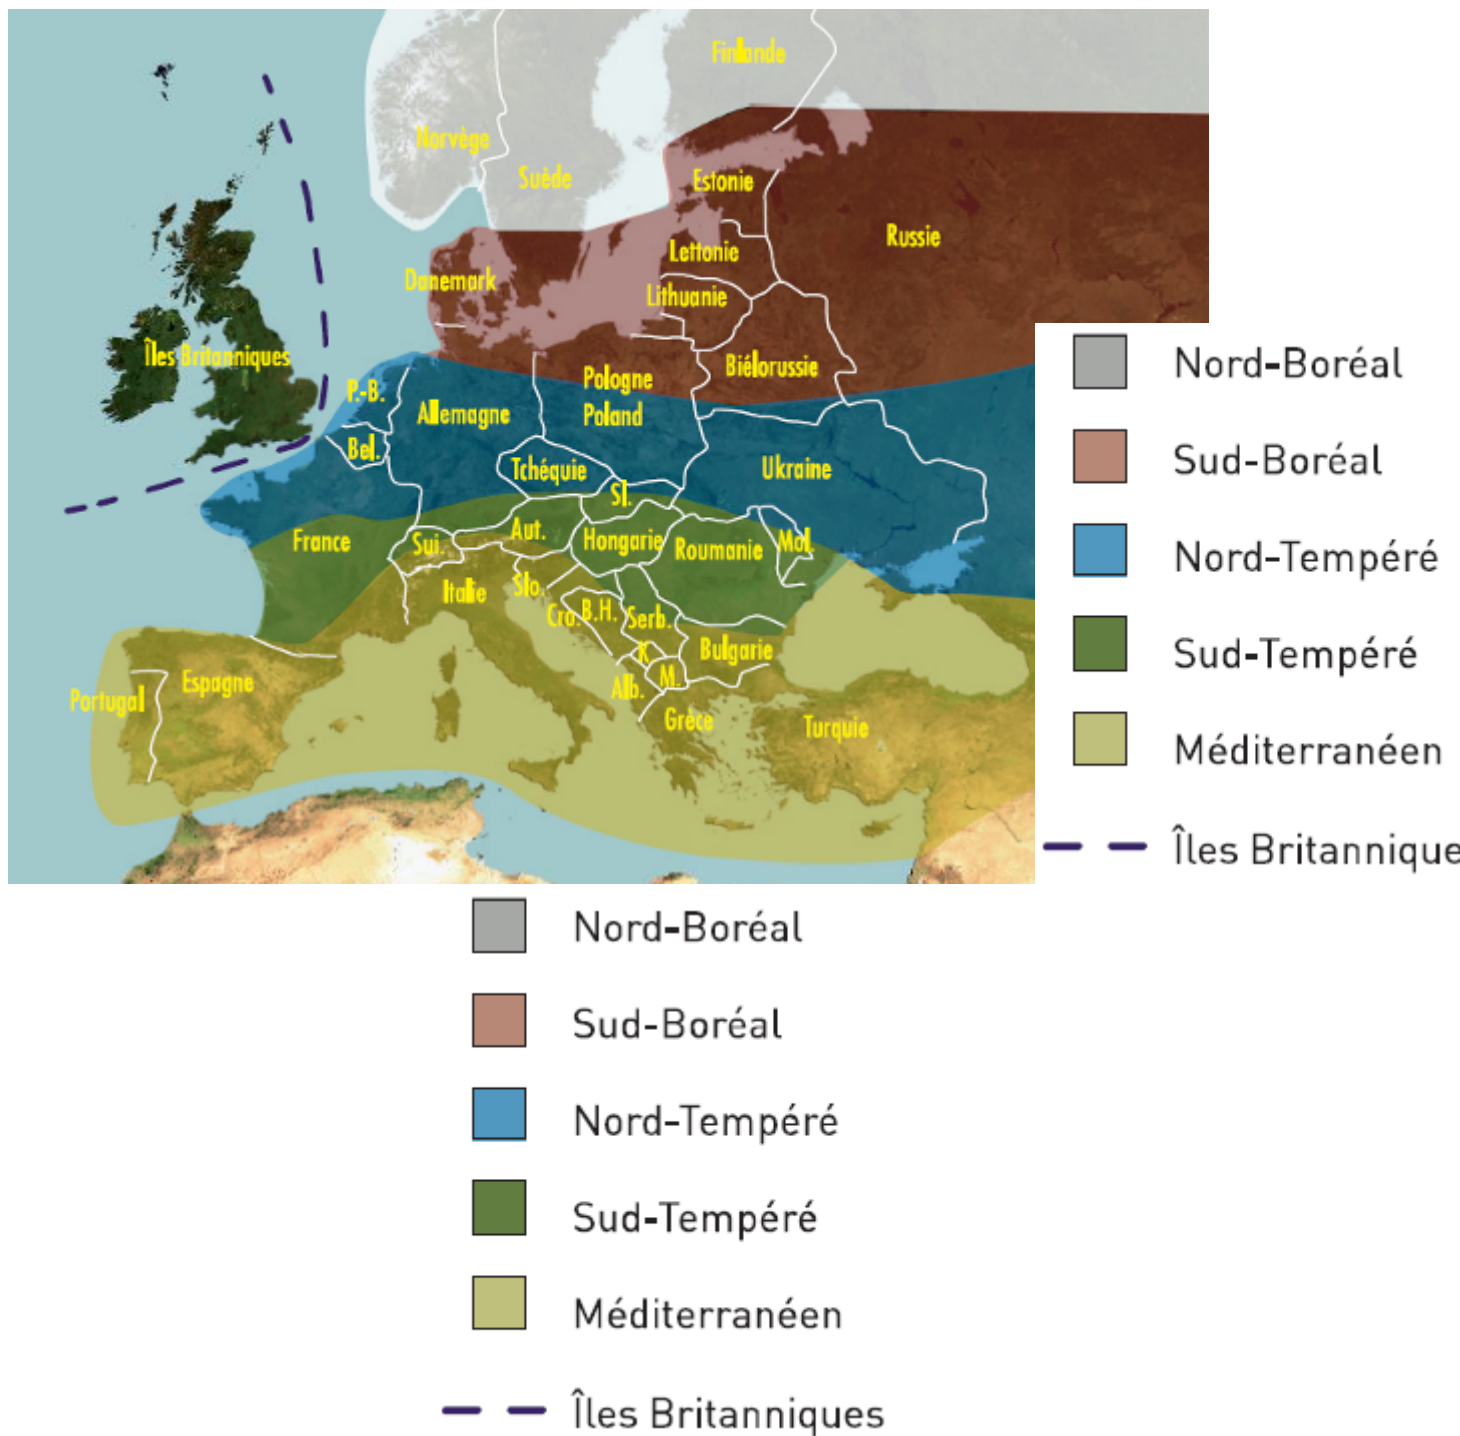 Finlande
Norvège
Suède
Estonie
Russie
Lettonie
Danemark
Lithuanie
Îles Britanniques
Biélorussie
Pologne
Poland
P.-B.
Allemagne
Bel.
Tchéquie
Ukraine
Sl.
Aut.
France
Sui.
Hongarie
Roumanie
Mol.
Italie
Slo.
Cro.
B.H.
Serb.
K
Bulgarie
Portugal
Espagne
Alb.
M.
Grèce
Turquie
Nord-Boréal
Sud-Boréal
Nord-Tempéré
Sud-Tempéré
Méditerranéen
Îles Britannique
Nord-Boréal
Sud-Boréal
Nord-Tempéré
Sud-Tempéré
Méditerranéen
Îles Britanniques